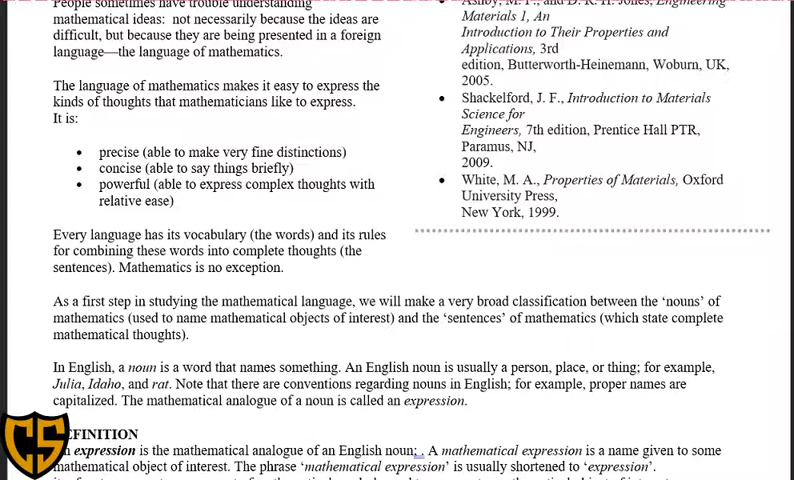 People sometimes have trouble understanding
mathematical ideas: not necessarily because the ideas are
difficult, but because they are being presented in a foreign
language—the language of mathematics.
The language of mathematics makes it easy to express the
kinds of thoughts that mathematicians like to express.
It is:
• precise (able to make very fine distinctions)
• concise (able to say things briefly)
• powerful (able to express complex thoughts with
relative ease)
Every language has its vocabulary (the words) and its rules
for combining these words into complete thoughts (the
sentences). Mathematics is no exception.
• Ashby, M. F., and D. R. H. Jones, Engineering
Materials 1, An
Introduction to Their Properties and
Applications, 3rd
edition, Butterworth-Heinemann, Woburn, UK,
2005.
• Shackelford, J. F., Introduction to Materials
Science for
Engineers, 7th edition, Prentice Hall PTR,
Paramus, NJ,
2009.
• White, M. A., Properties of Materials, Oxford
University Press,
New York, 1999.
As a first step in studying the mathematical language, we will make a very broad classification between the ‘nouns’ of
mathematics (used to name mathematical objects of interest) and the ‘sentences’ of mathematics (which state complete
mathematical thoughts).
In English, a noun is a word that names something. An English noun is usually a person, place, or thing; for example,
Julia, Idaho, and rat. Note that there are conventions regarding nouns in English; for example, proper names are
capitalized. The mathematical analogue of a noun is called an expression.
EFINITION
n expression is the mathematical analogue of an English noun; . A mathematical expression is a name given to some
mathematical object of interest. The phrase ‘mathematical expression’ is usually shortened to ‘expression’.
CS